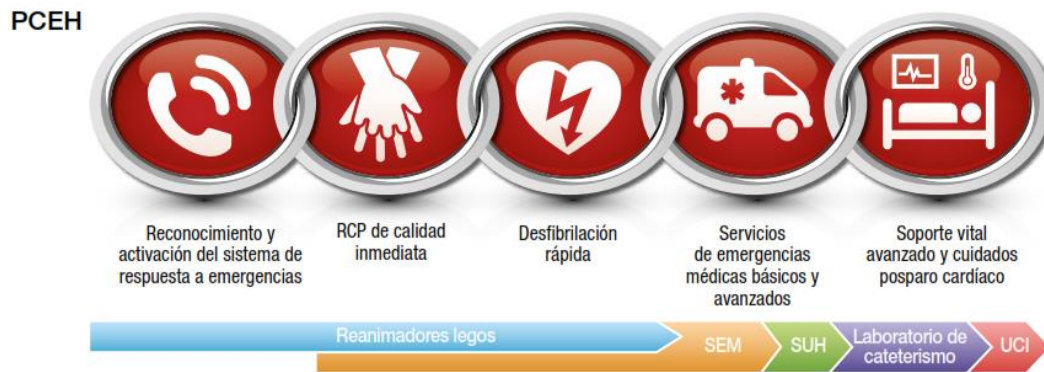 PCEH
Reconocimiento y
activación del sistema de
respuesta a emergencias
RCP de calidad
inmediata
Desfibrilación
rápida
Servicios
de emergencias
médicas básicos y
avanzados
Soporte vital
avanzado y cuidados
posparo cardíaco
Reanimadores legos
SEM
SUH
Laboratorio de
cateterismo
UCI